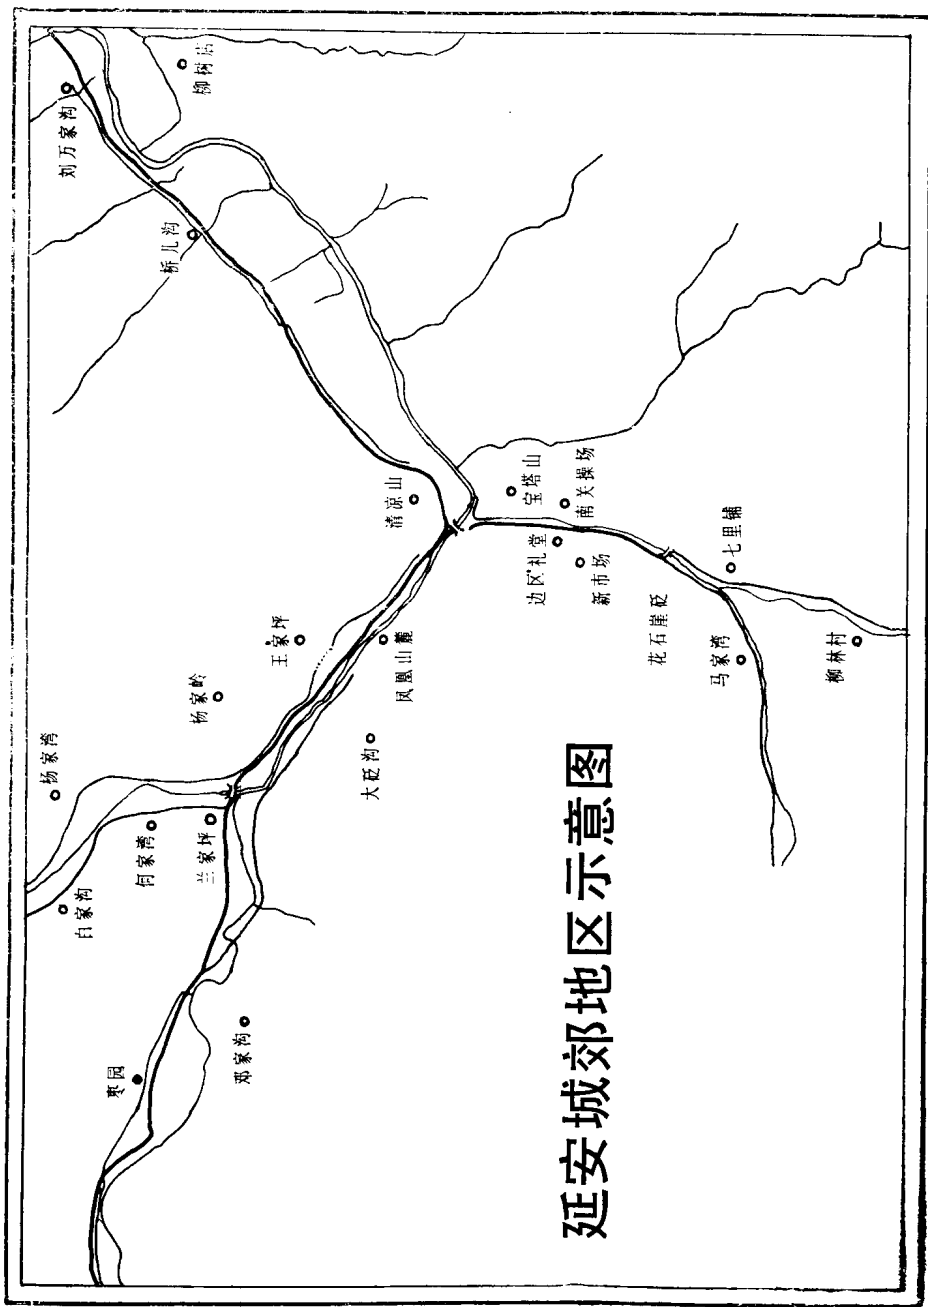 延安城郊地区示意图
枣园
邓家沟
白家沟
何家湾
兰家坪
杨家湾
杨家岭
王家坪
大砭沟
凤凰山麓
清凉山
桥儿沟
刘万家沟
柳树店
宝塔山
南关操场
边区礼堂
新市场
花石崖砭
七里铺
马家湾
柳林村